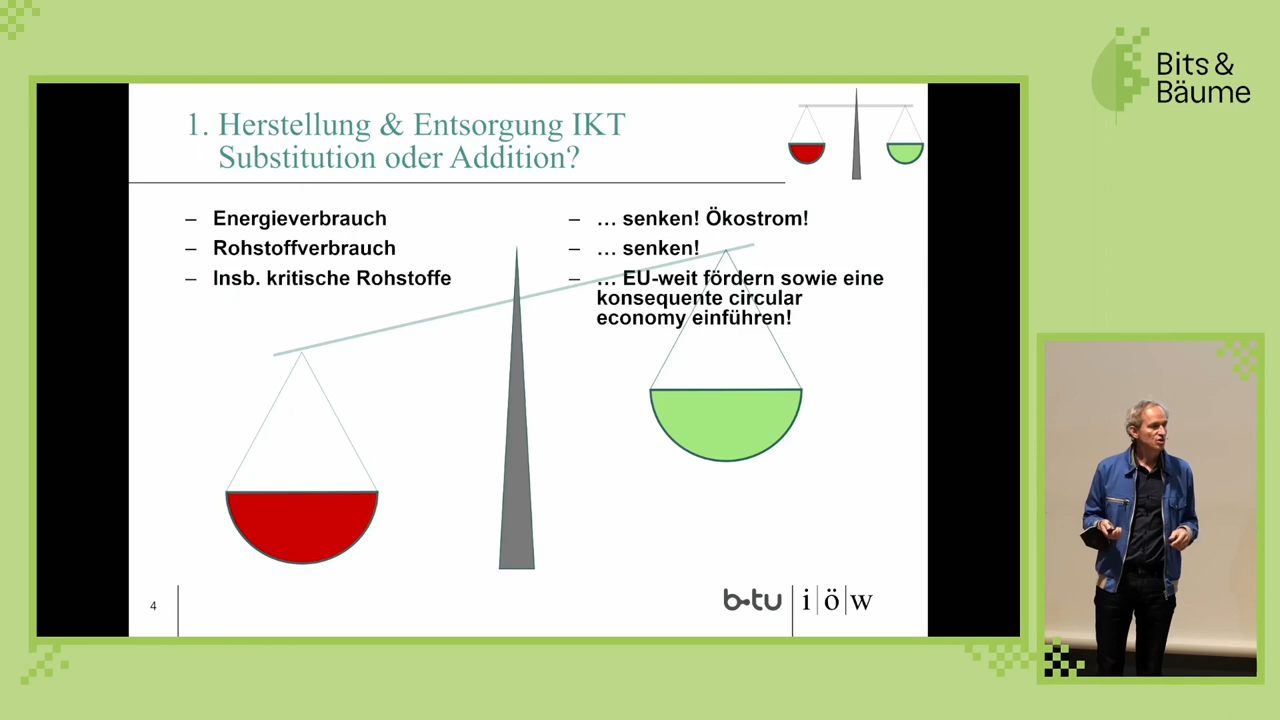 Bits &
Bäume
1. Herstellung & Entsorgung IKT
Substitution oder Addition?
– Energieverbrauch
– Rohstoffverbrauch
– Insb. kritische Rohstoffe
– … senken! Ökostrom!
– … senken!
– … EU-weit fördern sowie eine
konsequente circular
economy einführen!
4
b-tu
i|ö|w